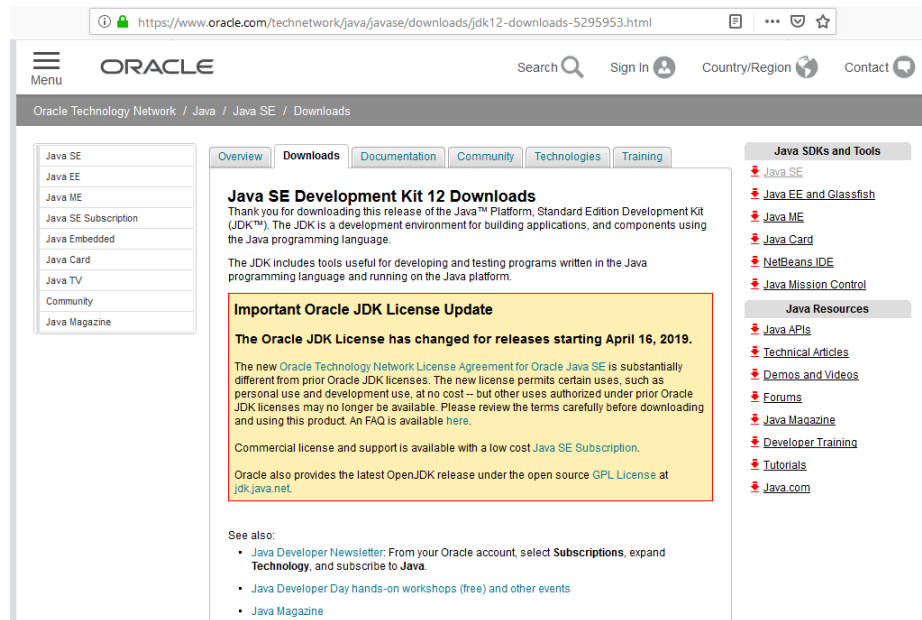 https://www.oracle.com/technetwork/java/javase/downloads/jdk12-downloads-5295953.html
Menu
ORACLE
Search
Sign In
Country/Region
Contact
Oracle Technology Network / Java / Java SE / Downloads
Java SE
Java EE
Java ME
Java SE Subscription
Java Embedded
Java Card
Java TV
Community
Java Magazine
Overview
Downloads
Documentation
Community
Technologies
Training
Java SE Development Kit 12 Downloads
Thank you for downloading this release of the Java™ Platform, Standard Edition Development Kit
(JDK™). The JDK is a development environment for building applications, and components using
the Java programming language.
The JDK includes tools useful for developing and testing programs written in the Java
programming language and running on the Java platform.
Important Oracle JDK License Update
The Oracle JDK License has changed for releases starting April 16, 2019.
The new Oracle Technology Network License Agreement for Oracle Java SE is substantially
different from prior Oracle JDK licenses. The new license permits certain uses, such as
personal use and development use, at no cost -- but other uses authorized under prior Oracle
JDK licenses may no longer be available. Please review the terms carefully before downloading
and using this product. An FAQ is available here.
Commercial license and support is available with a low cost Java SE Subscription.
Oracle also provides the latest OpenJDK release under the open source GPL License at
jdk.java.net.
See also:
• Java Developer Newsletter: From your Oracle account, select Subscriptions, expand
Technology, and subscribe to Java.
• Java Developer Day hands-on workshops (free) and other events
• Java Magazine
Java SDKs and Tools
Java SE
Java EE and Glassfish
Java ME
Java Card
NetBeans IDE
Java Mission Control
Java Resources
Java APIs
Technical Articles
Demos and Videos
Forums
Java Magazine
Developer Training
Tutorials
Java.com